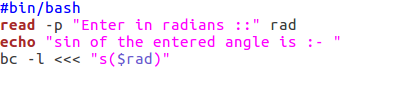 #bin/bash
read -p "Enter in radians ::" rad
echo "sin of the entered angle is :- "
bc -l <<< "s($rad)"